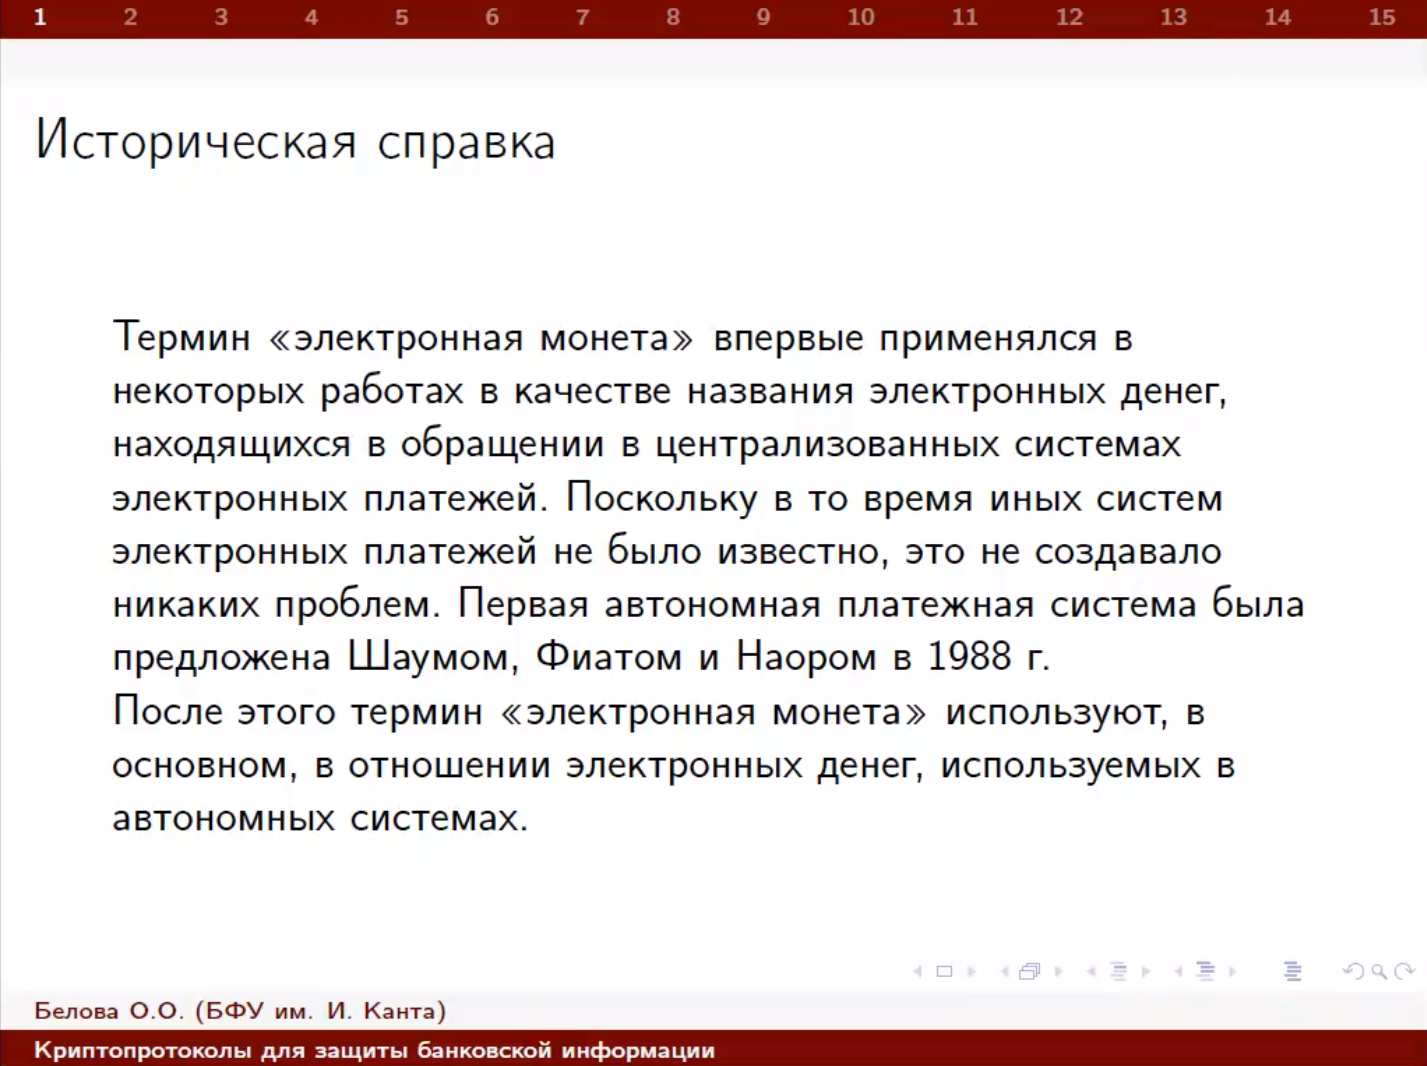 1 2 3 4 5 6 7 8 9 10 11 12 13 14 15
Историческая справка
Термин «электронная монета» впервые применялся в
некоторых работах в качестве названия электронных денег,
находящихся в обращении в централизованных системах
электронных платежей. Поскольку в то время иных систем
электронных платежей не было известно, это не создавало
никаких проблем. Первая автономная платежная система была
предложена Шаумом, Фиатом и Наором в 1988 г.
После этого термин «электронная монета» используют, в
основном, в отношении электронных денег, используемых в
автономных системах.
Белова О.О. (БФУ им. И. Канта)
Криптопротоколы для защиты банковской информации